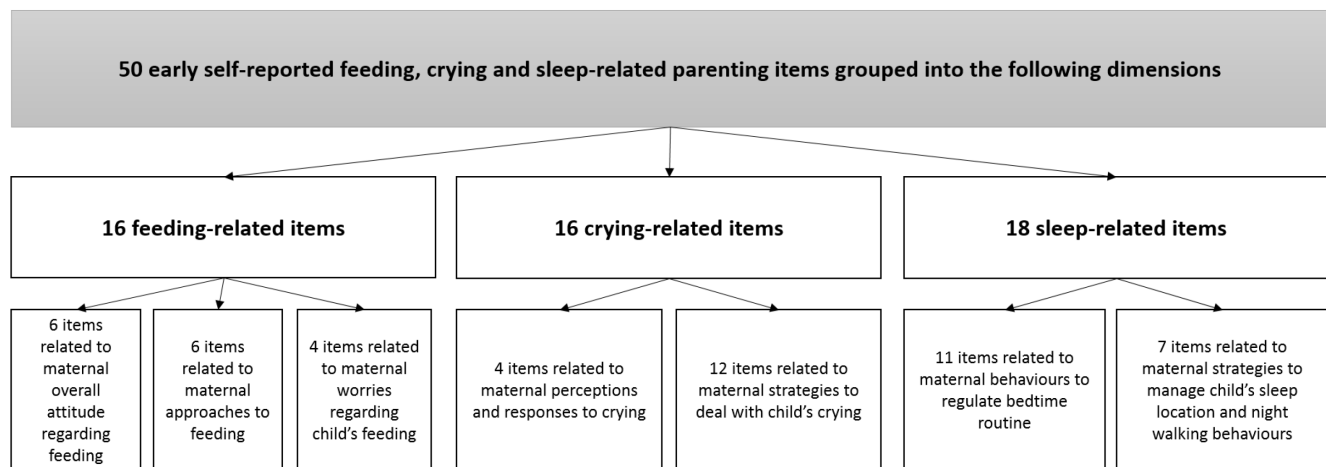 50 early self-reported feeding, crying and sleep-related parenting items grouped into the following dimensions
16 feeding-related items
16 crying-related items
18 sleep-related items
6 items
related to
maternal
overall
attitude
regarding
feeding
6 items
related to
maternal
approaches to
feeding
4 items related
to maternal
worries
regarding
child’s feeding
4 items related to
maternal perceptions
and responses to crying
12 items related to
maternal strategies to
deal with child’s crying
11 items related to
maternal behaviours to
regulate bedtime
routine
7 items related to
maternal strategies to
manage child’s sleep
location and night
walking behaviours